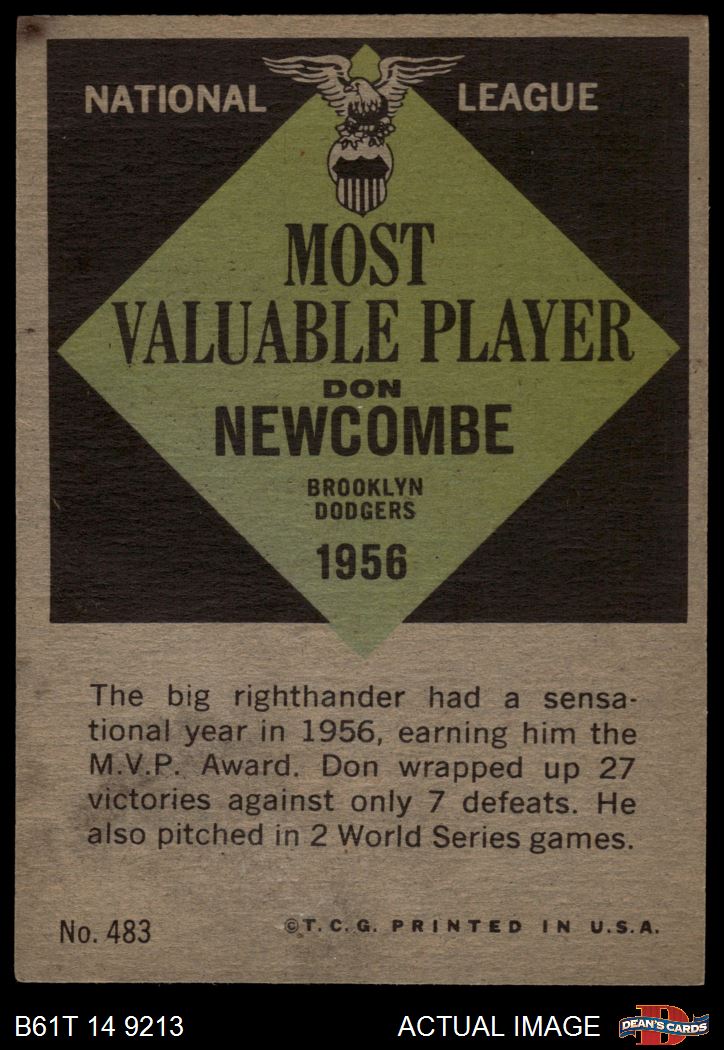 NATIONAL LEAGUE
MOST
VALUABLE PLAYER
DON
NEWCOMBE
BROOKLYN
DODGERS
1956
The big righthander had a sensa-
tional year in 1956, earning him the
M.V.P. Award. Don wrapped up 27
victories against only 7 defeats. He
also pitched in 2 World Series games.
No. 483 ©T.C.G. PRINTED IN U.S.A.
B61T 14 9213 ACTUAL IMAGE D DEAN'S CARDS